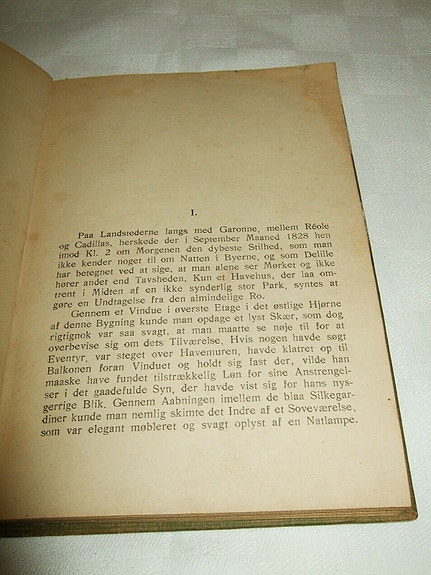 I.
Paa Landstederne langs med Garonne, mellem Réole
og Cadillas, herskede der i September Maaned 1828 hen
imod Kl. 2 om Morgenen den dybeste Stilhed, som man
ikke kender noget til om Natten i Byerne, og som Delille
har betegnet ved at sige, at man alene ser Mørket og ikke
hører andet end Tavsheden. Kun et Havehus, der laa om-
trent i Midten af en ikke synderlig stor Park, syntes at
gøre en Undtagelse fra den almindelige Ro.
Gennem et Vindue i øverste Etage i det østlige Hjørne
af denne Bygning kunde man opdage et lyst Skær, som dog
rigtignok var saa svagt, at man maatte se nøje til for at
overbevise sig om dets Tilværelse. Hvis nogen havde søgt
Eventyr, var steget over Havemuren, havde klatret op til
Balkonen foran Vinduet og holdt sig fast der, vilde han
maaske have fundet tilstrækkelig Løn for sine Anstrengel-
ser i det gaadefulde Syn, der havde vist sig for hans nys-
gerrige Blik. Gennem Aabningen imellem de blaa Silkegar-
diner kunde man nemlig skimte det Indre af et Soveværelse,
som var elegant møbleret og svagt oplyst af en Natlampe.